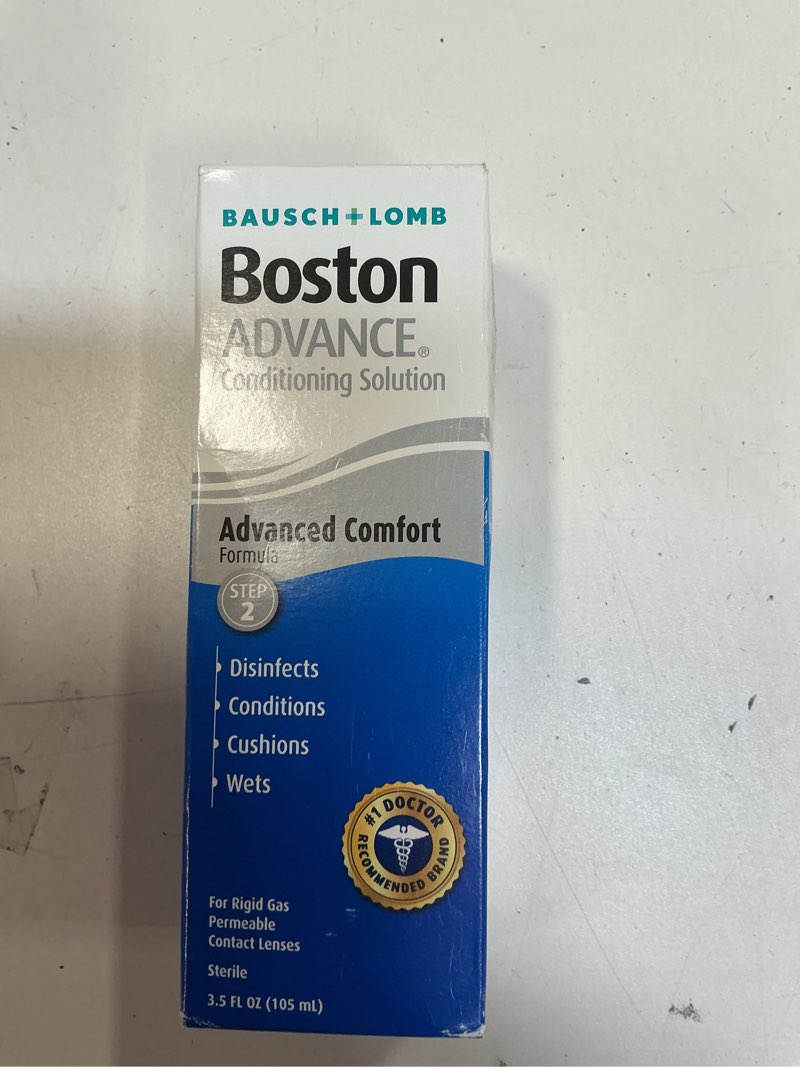 BAUSCH+LOMB
Boston
ADVANCE®
Conditioning Solution
Advanced Comfort
Formula
STEP
2
Disinfects
Conditions
Cushions
Wets
#1 DOCTOR
RECOMMENDED BRAND
For Rigid Gas
Permeable
Contact Lenses
Sterile
3.5 FL OZ (105 mL)